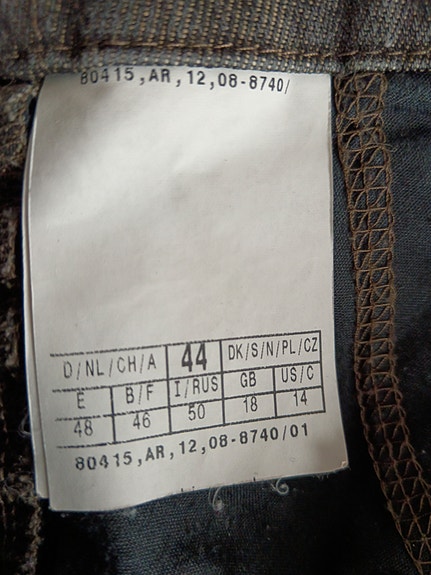 80415,AR,12,08-8740/
D/NL/CH/A 44 DK/S/N/PL/CZ
E B/F I/RUS GB US/C
48 46 50 18 14
80415,AR,12,08-8740/01